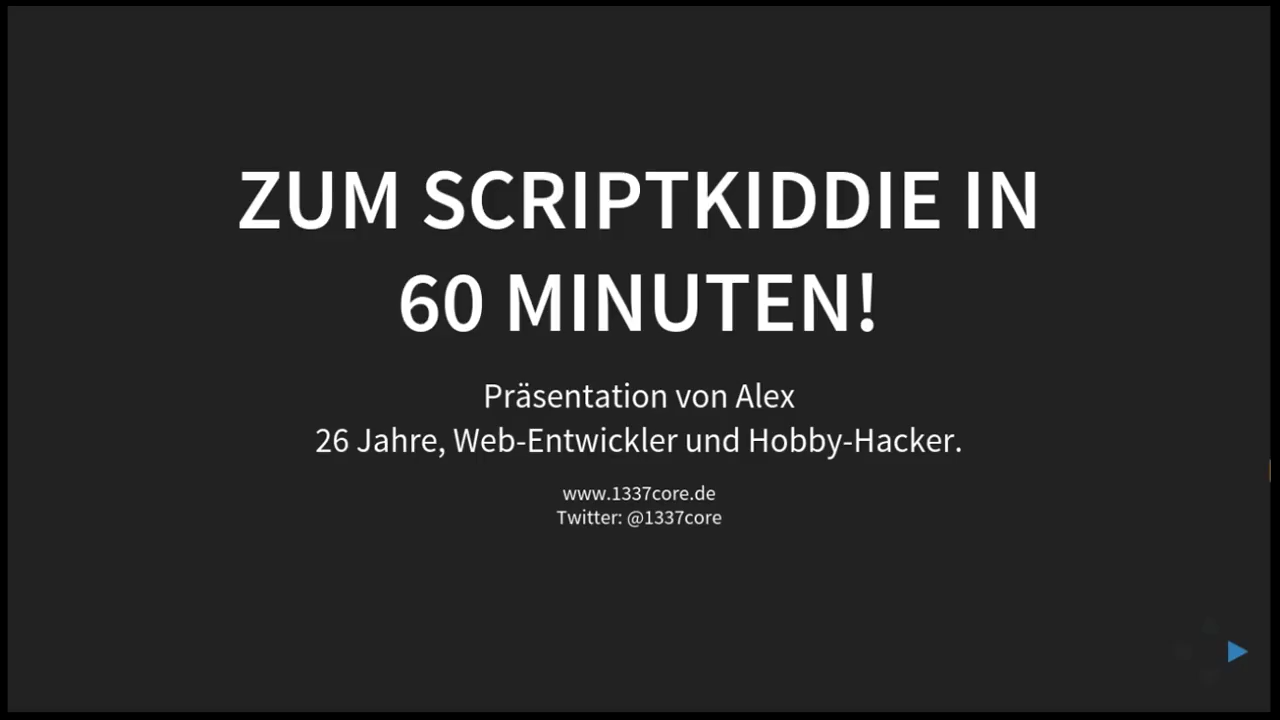 ZUM SCRIPTKIDDIE IN
60 MINUTEN!
Präsentation von Alex
26 Jahre, Web-Entwickler und Hobby-Hacker.
www.1337core.de
Twitter: @1337core